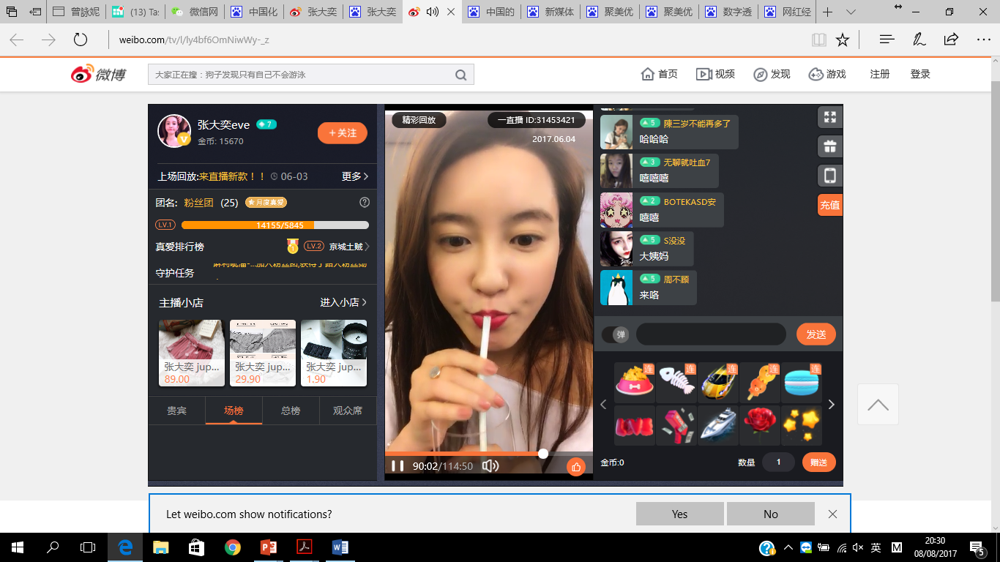 曾詠妮
(13) Ta:
微信网
中国化
张大奕
张大奕
中国的
新媒体
聚美优
聚美优
数字透
网红经
weibo.com/tv/l/ly4bf6OmNiwWy-_z
微博
大家正在搜：狗子发现只有自己不会游泳
首页
视频
发现
游戏
注册
登录
张大奕eve
7
金币: 15670
+关注
上场回放:来直播新款！！
06-03
更多
团名: 粉丝团 (25)
月度真爱
LV.1
14155/5845
真爱排行榜
1
LV.2
京城土贼
守护任务
主播小店
进入小店
张大奕 jup...
89.00
张大奕 jup...
29.90
张大奕 jup...
1.90
贵宾
场榜
总榜
观众席
精彩回放
一直播 ID:31453421
2017.06.04
90:02/114:50
5 陳三岁不能再多了
哈哈哈
3 无聊就吐血7
嘻嘻嘻
2 BOTEKASD安
嘻嘻
5 S没没
大姨妈
5 周不顾
来咯
充值
弹
发送
连
连
连
连
金币:0
数量
1
赠送
Let weibo.com show notifications?
Yes
No
英
M
20:30
08/08/2017
5